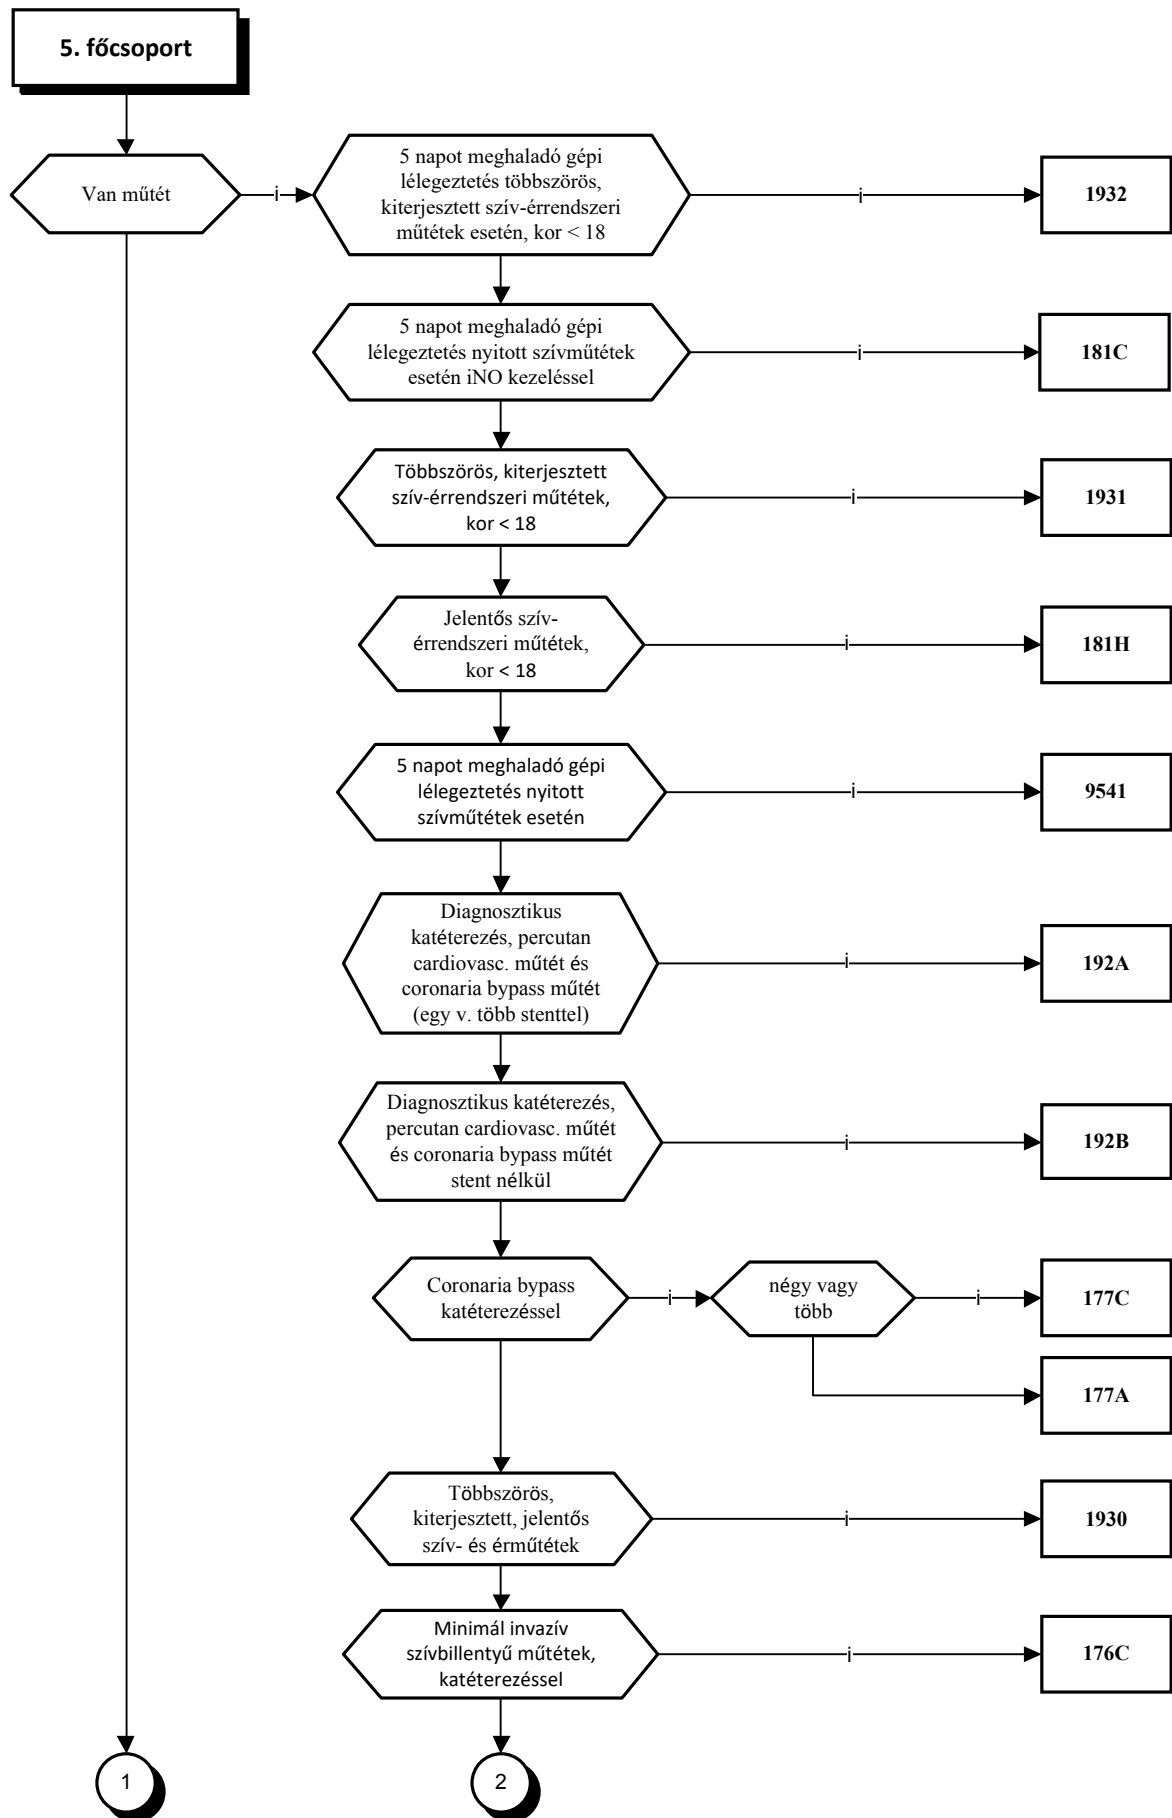 5. főcsoport
Van műtét
i
5 napot meghaladó gépi
lélegeztetés többszörös,
kiterjesztett szív-érrendszeri
műtétek esetén, kor < 18
i
1932
5 napot meghaladó gépi
lélegeztetés nyitott szívműtétek
esetén iNO kezeléssel
i
181C
Többszörös, kiterjesztett
szív-érrendszeri műtétek,
kor < 18
i
1931
Jelentős szív-
érrendszeri műtétek,
kor < 18
i
181H
5 napot meghaladó gépi
lélegeztetés nyitott
szívműtétek esetén
i
9541
Diagnosztikus
katéterezés, percutan
cardiovasc. műtét és
coronaria bypass műtét
(egy v. több stenttel)
i
192A
Diagnosztikus katéterezés,
percutan cardiovasc. műtét
és coronaria bypass műtét
stent nélkül
i
192B
Coronaria bypass
katéterezéssel
i
négy vagy
több
i
177C
177A
Többszörös,
kiterjesztett, jelentős
szív- és érműtétek
i
1930
Minimál invazív
szívbillentyű műtétek,
katéterezéssel
i
176C
1
2